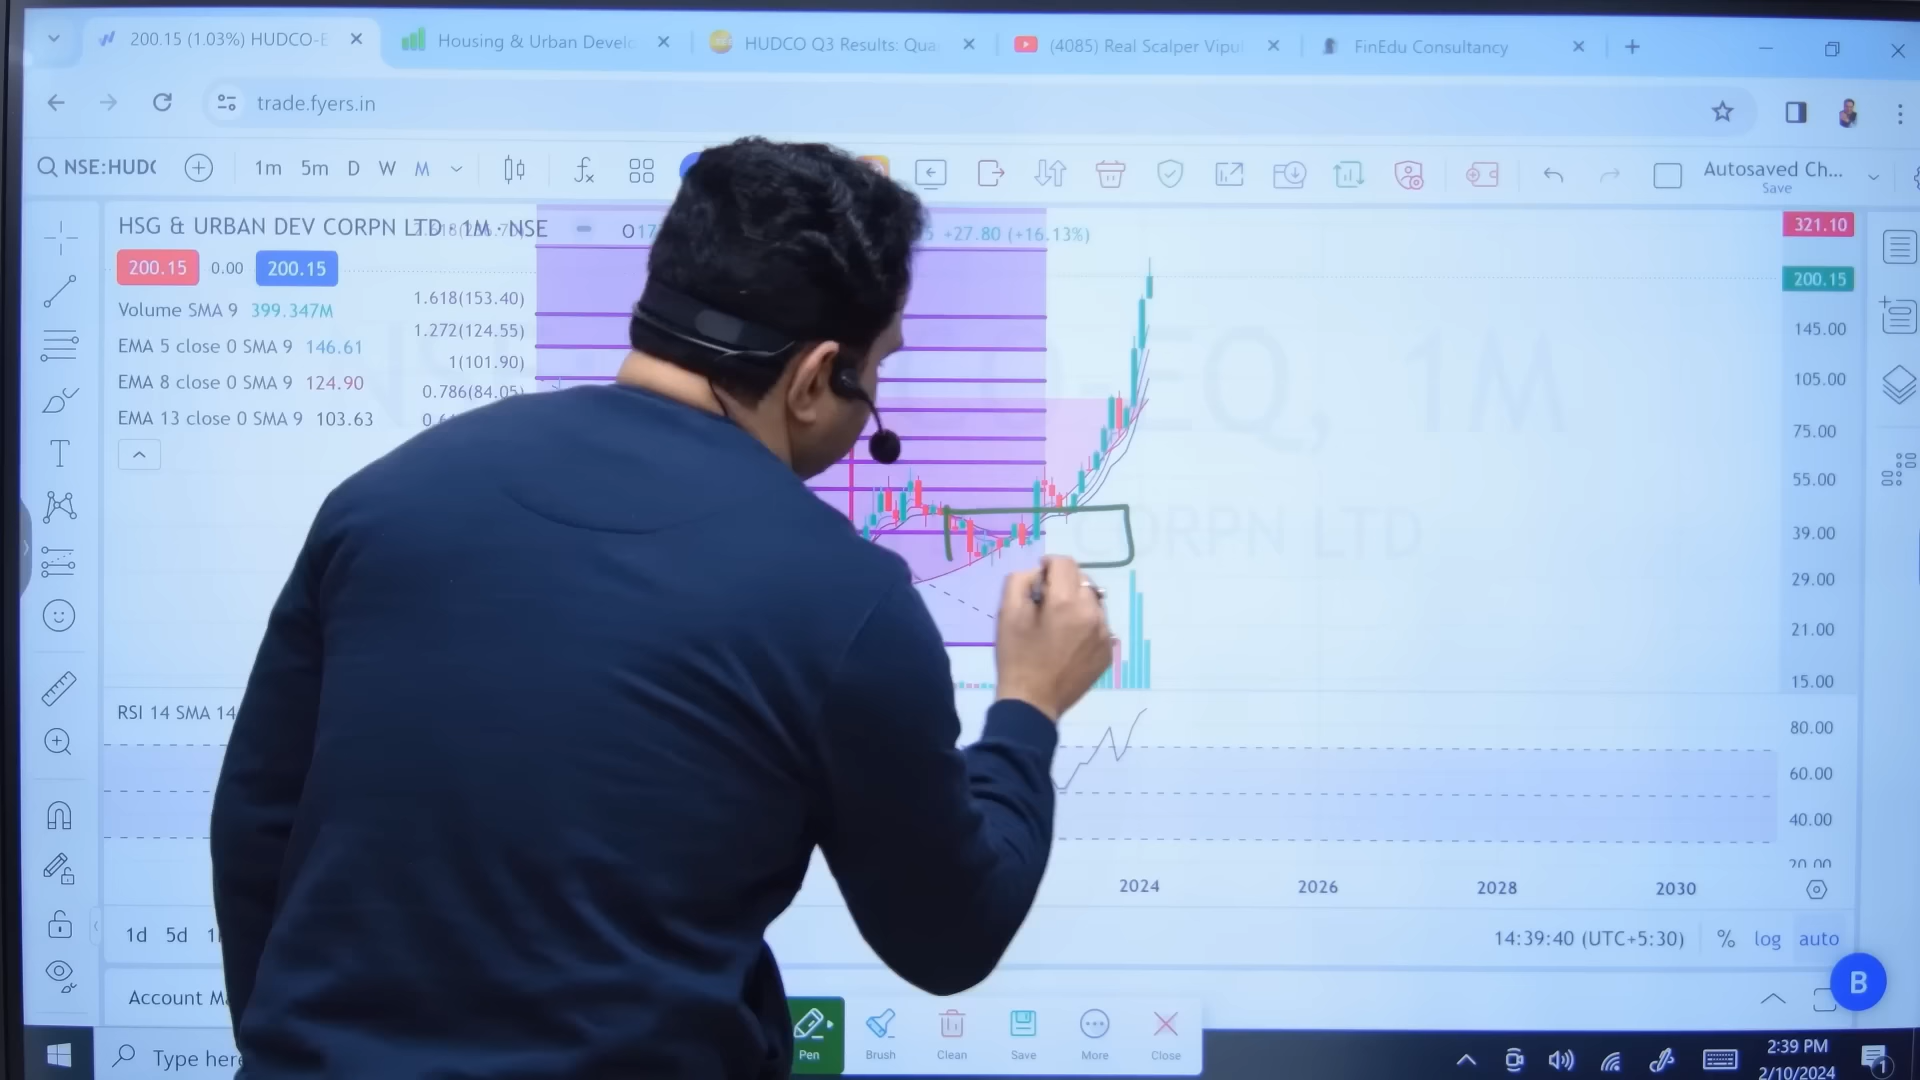 200.15 (1.03%) HUDCO-E
Housing & Urban Develo
HUDCO Q3 Results: Qua
(4085) Real Scalper Vipul
FinEdu Consultancy
trade.fyers.in
NSE:HUDC
1m 5m D W M
Autosaved Ch...
Save
HSG & URBAN DEV CORPN LTD · 1M · NSE
+27.80 (+16.13%)
321.10
200.15 0.00 200.15
200.15
Volume SMA 9 399.347M
1.618(153.40)
1.272(124.55)
145.00
EMA 5 close 0 SMA 9 146.61
1(101.90)
EMA 8 close 0 SMA 9 124.90
0.786(84.05)
105.00
EMA 13 close 0 SMA 9 103.63
-EQ, 1M
75.00
55.00
CORPN LTD
39.00
29.00
21.00
15.00
RSI 14 SMA 14
80.00
60.00
40.00
20.00
2024 2026 2028 2030
1d 5d
14:39:40 (UTC+5:30) % log auto
Account Ma
B
Pen Brush Clean Save More Close
Type here
2:39 PM
2/10/2024
1